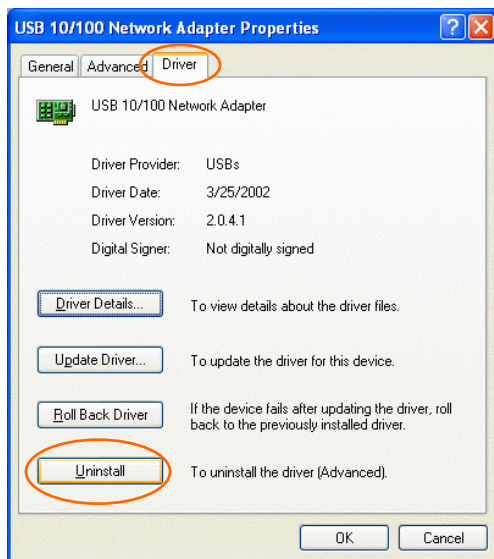 USB 10/100 Network Adapter Properties
General Advanced Driver
USB 10/100 Network Adapter
Driver Provider: USBs
Driver Date: 3/25/2002
Driver Version: 2.0.4.1
Digital Signer: Not digitally signed
Driver Details... To view details about the driver files.
Update Driver... To update the driver for this device.
Roll Back Driver If the device fails after updating the driver, roll
back to the previously installed driver.
Uninstall To uninstall the driver (Advanced).
OK Cancel